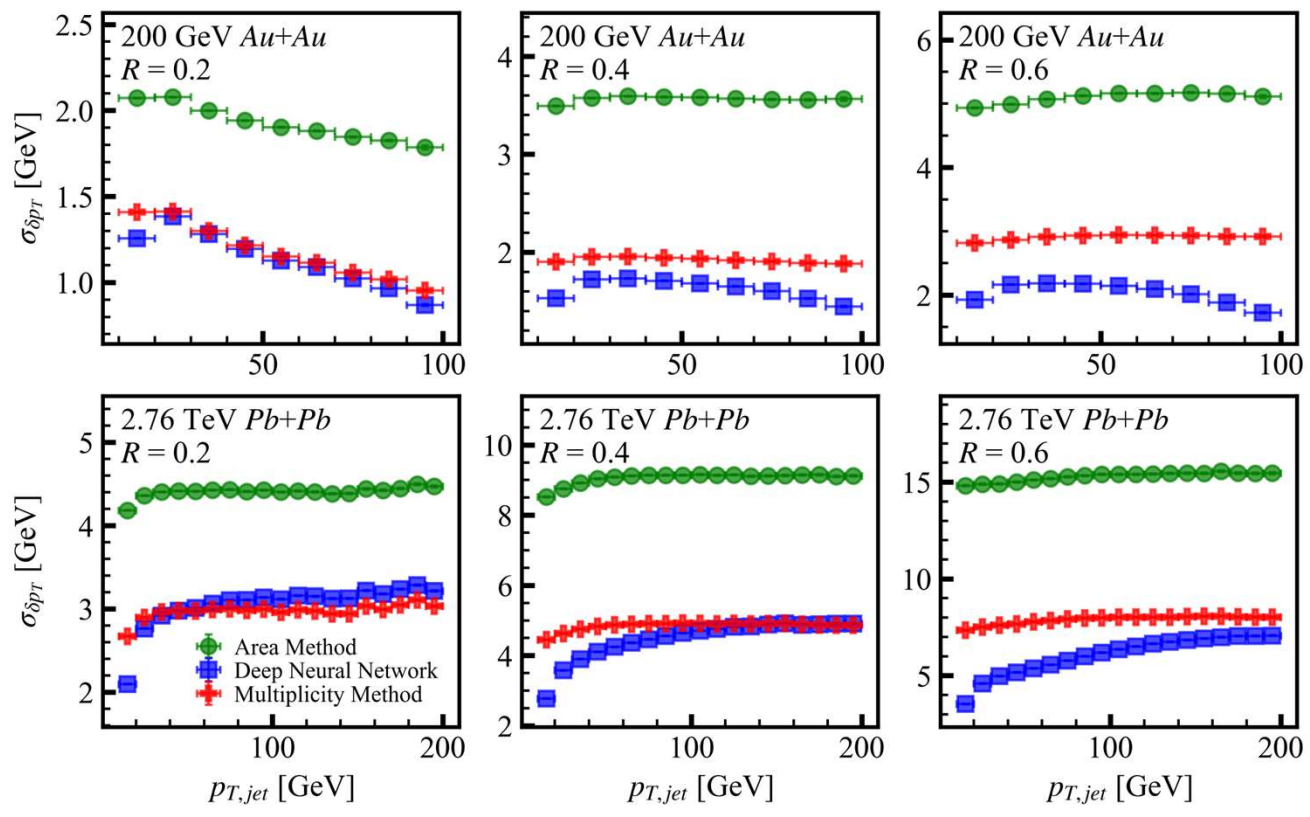 200 GeV Au+Au
R = 0.2
2.5
2.0
1.5
1.0
50
100
σδpT [GeV]
200 GeV Au+Au
R = 0.4
4
3
2
50
100
200 GeV Au+Au
R = 0.6
6
4
2
50
100
2.76 TeV Pb+Pb
R = 0.2
5
4
3
2
Area Method
Deep Neural Network
Multiplicity Method
100
200
σδpT [GeV]
pT,jet [GeV]
2.76 TeV Pb+Pb
R = 0.4
10
8
6
4
2
100
200
pT,jet [GeV]
2.76 TeV Pb+Pb
R = 0.6
15
10
5
100
200
pT,jet [GeV]